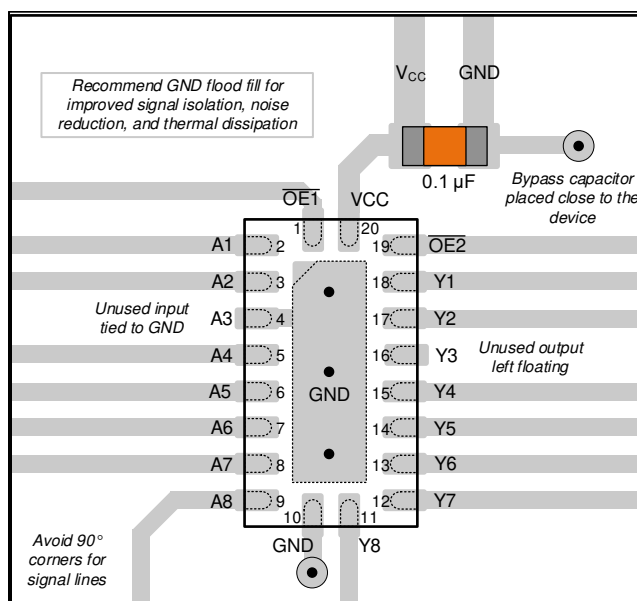 Recommend GND flood fill for
improved signal isolation, noise
reduction, and thermal dissipation
VCC GND
0.1 µF
Bypass capacitor
placed close to the
device
OE1 VCC
1 20
A1 2 19 OE2
A2 3 18 Y1
Unused input
tied to GND
A3 4 17 Y2
A4 5 16 Y3
Unused output
left floating
GND
A5 6 15 Y4
A6 7 14 Y5
A7 8 13 Y6
A8 9 12 Y7
10 11
GND Y8
Avoid 90°
corners for
signal lines